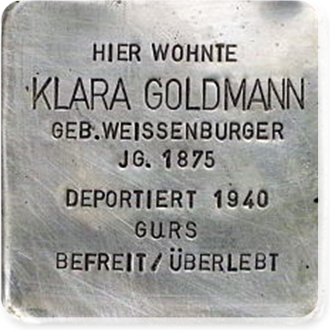 HIER WOHNTE
KLARA GOLDMANN
GEB.WEISSENBURGER
JG. 1875
DEPORTIERT 1940
GURS
BEFREIT/ÜBERLEBT